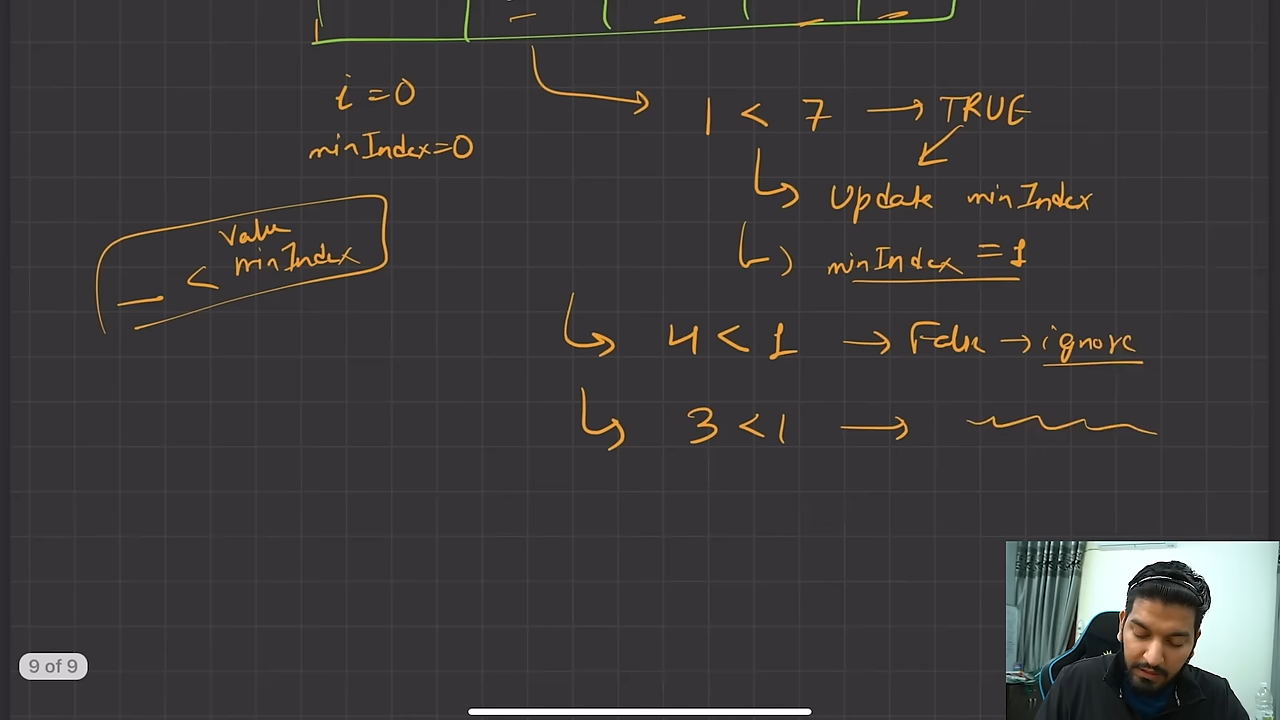 i = 0
minIndex = 0
1 < 7 → TRUE
↳ Update minIndex
↳ minIndex = 1
Value
_ < minIndex
↳ 4 < 1 → False → ignore
↳ 3 < 1 →
9 of 9